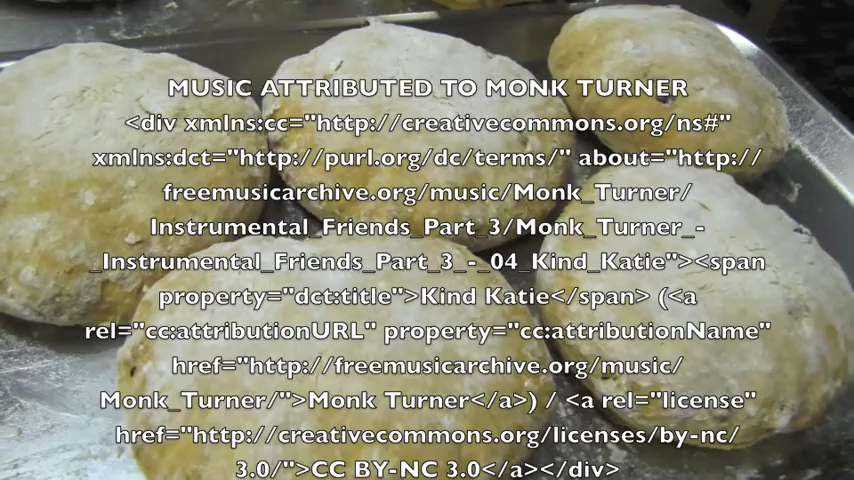 MUSIC ATTRIBUTED TO MONK TURNER
<div xmlns:cc="http://creativecommons.org/ns#"
xmlns:dct="http://purl.org/dc/terms/" about="http://
freemusicarchive.org/music/Monk_Turner/
Instrumental_Friends_Part_3/Monk_Turner_-
_Instrumental_Friends_Part_3_-_04_Kind_Katie"><span
property="dct:title">Kind Katie</span> (<a
rel="cc:attributionURL" property="cc:attributionName"
href="http://freemusicarchive.org/music/
Monk_Turner/">Monk Turner</a>) / <a rel="license"
href="http://creativecommons.org/licenses/by-nc/
3.0/">CC BY-NC 3.0</a></div>